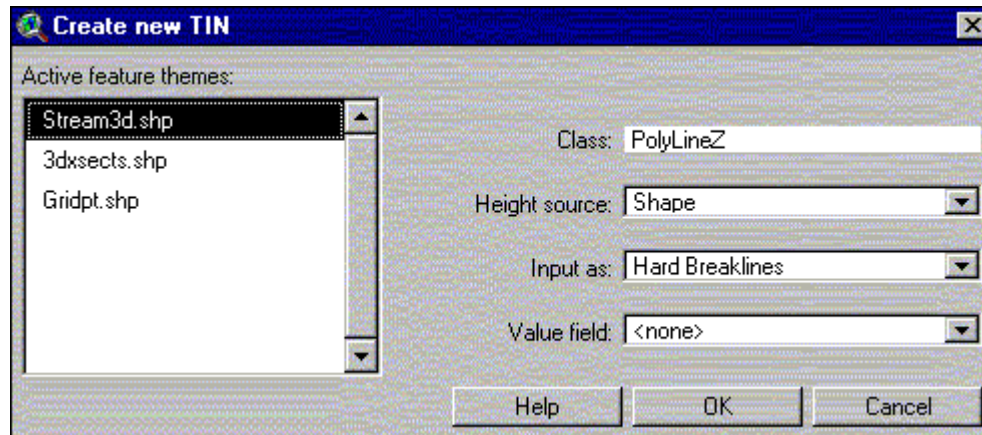 Create new TIN
Active feature themes:
Stream3d.shp
3dxsects.shp
Gridpt.shp
Class: PolyLineZ
Height source: Shape
Input as: Hard Breaklines
Value field: <none>
Help OK Cancel